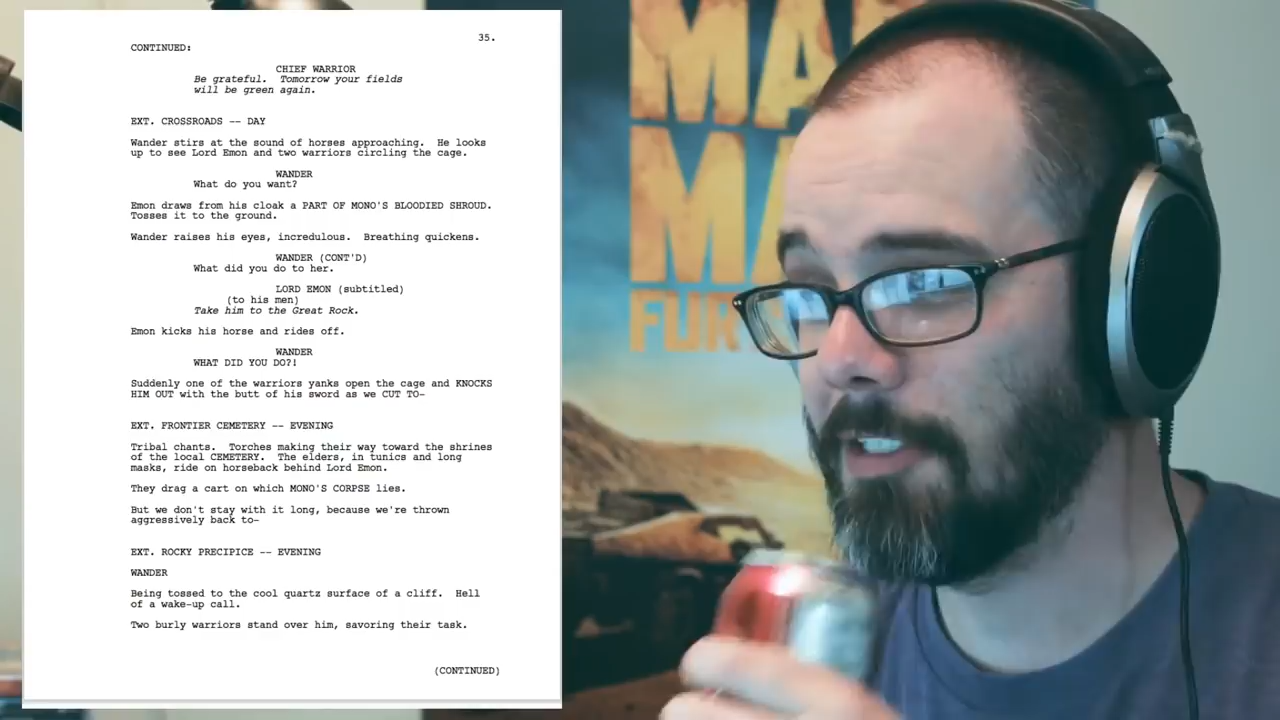 35.
CONTINUED:
CHIEF WARRIOR
Be grateful.  Tomorrow your fields
will be green again.
EXT. CROSSROADS -- DAY
Wander stirs at the sound of horses approaching.  He looks
up to see Lord Emon and two warriors circling the cage.
WANDER
What do you want?
Emon draws from his cloak a PART OF MONO'S BLOODIED SHROUD.
Tosses it to the ground.
Wander raises his eyes, incredulous.  Breathing quickens.
WANDER (CONT'D)
What did you do to her.
LORD EMON (subtitled)
(to his men)
Take him to the Great Rock.
Emon kicks his horse and rides off.
WANDER
WHAT DID YOU DO?!
Suddenly one of the warriors yanks open the cage and KNOCKS
HIM OUT with the butt of his sword as we CUT TO-
EXT. FRONTIER CEMETERY -- EVENING
Tribal chants.  Torches making their way toward the shrines
of the local CEMETERY.  The elders, in tunics and long
masks, ride on horseback behind Lord Emon.
They drag a cart on which MONO'S CORPSE lies.
But we don't stay with it long, because we're thrown
aggressively back to-
EXT. ROCKY PRECIPICE -- EVENING
WANDER
Being tossed to the cool quartz surface of a cliff.  Hell
of a wake-up call.
Two burly warriors stand over him, savoring their task.
(CONTINUED)